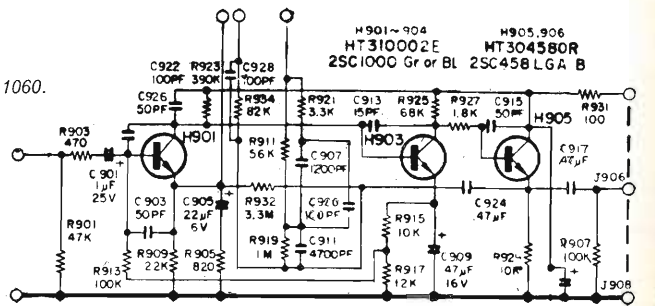 H901~904
HT310002E
2SC1000 Gr or BL
H905,906
HT304580R
2SC458 LGA B
1060.
C922
100PF
R923
390K
C928
100PF
C926
50PF
R934
82K
R921
3.3K
C913
15PF
R925
68K
R927
1.8K
C915
50PF
H905
R931
100
R903
470
H901
R911
56K
C907
1200PF
H903
C917
.47µF
C901
1µF
25V
C903
50PF
C905
22µF
6V
R932
3.3M
C924
.47µF
J906
R901
47K
R913
100K
R909
22K
R905
820
R919
1M
C911
4700PF
R915
10K
R917
12K
C909
47µF
16V
R907
100K
J908